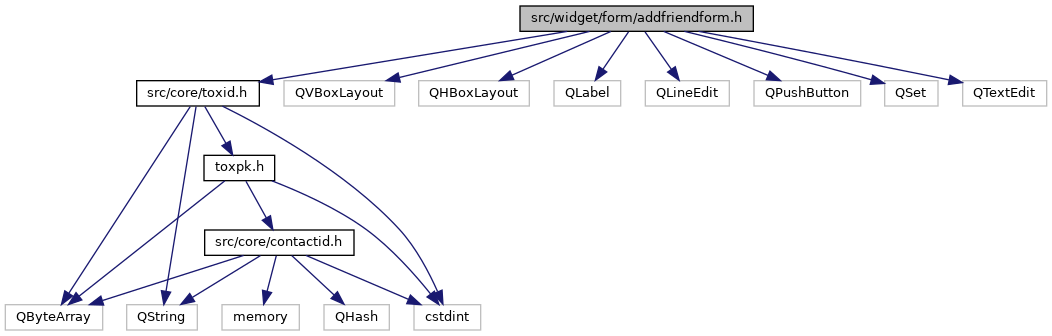 src/widget/form/addfriendform.h
src/core/toxid.h
QVBoxLayout
QHBoxLayout
QLabel
QLineEdit
QPushButton
QSet
QTextEdit
toxpk.h
src/core/contactid.h
QByteArray
QString
memory
QHash
cstdint